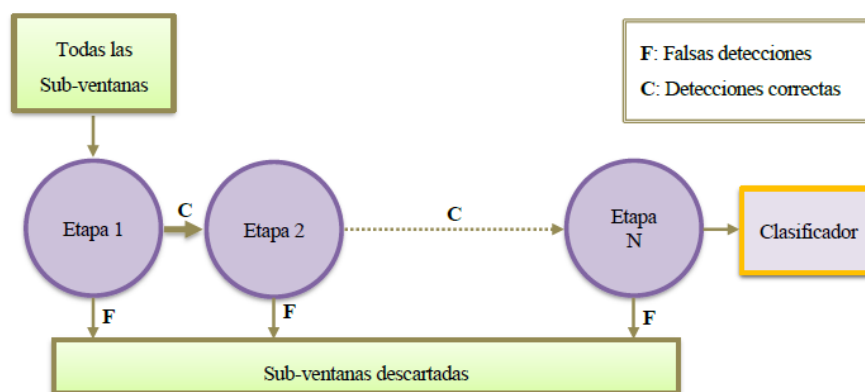 Todas las
Sub-ventanas
F: Falsas detecciones
C: Detecciones correctas
Etapa 1
C
Etapa 2
C
Etapa
N
Clasificador
F
F
F
Sub-ventanas descartadas